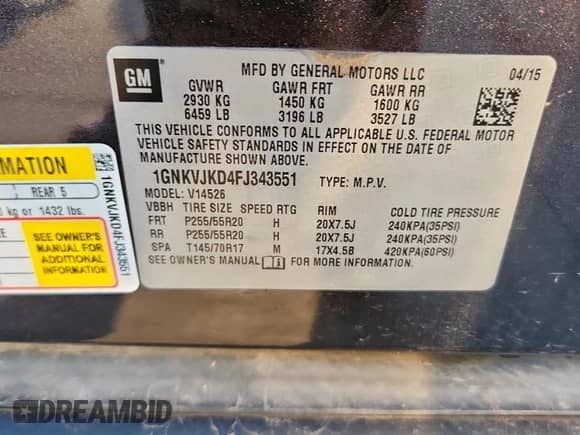 GM
MFD BY GENERAL MOTORS LLC
04/15
GVWR GAWR FRT GAWR RR
2930 KG 1450 KG 1600 KG
6459 LB 3196 LB 3527 LB
THIS VEHICLE CONFORMS TO ALL APPLICABLE U.S. FEDERAL MOTOR
VEHICLE SAFETY STANDARDS IN EFFECT ON THE DATE OF
MANUFACTURE SHOWN ABOVE.
1GNKVJKD4FJ343551 TYPE: M.P.V.
MODEL: V14526
VBBH TIRE SIZE SPEED RTG RIM COLD TIRE PRESSURE
FRT P255/55R20 H 20X7.5J 240KPA(35PSI)
RR P255/55R20 H 20X7.5J 240KPA(35PSI)
SPA T145/70R17 M 17X4.5B 420KPA(60PSI)
SEE OWNER'S MANUAL FOR MORE INFORMATION.
MATION
REAR 5
kg or 1432 lbs.
SEE OWNER'S
MANUAL FOR
ADDITIONAL
INFORMATION
1GNKVJKD4FJ343551
DREAMBID